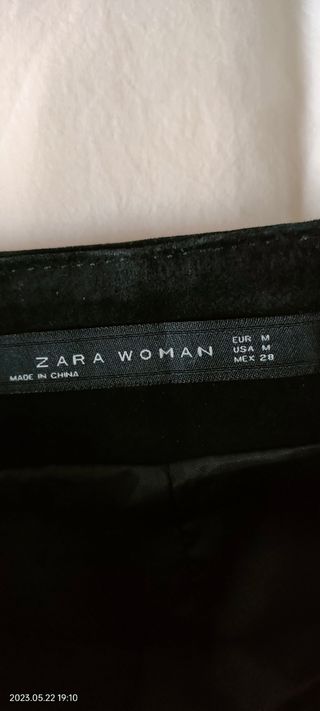 ZARA WOMAN
MADE IN CHINA
EUR M
USA M
MEX 28
2023.05.22 19:10